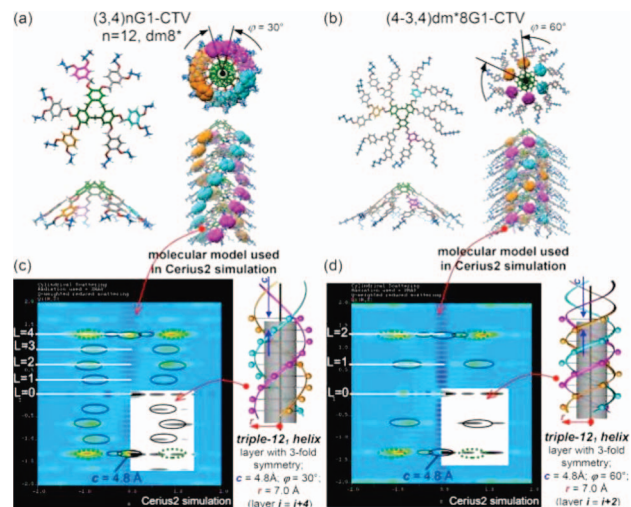 (a)
(3,4)nG1-CTV
n=12, dm8*
φ = 30°
(b)
(4-3,4)dm*8G1-CTV
φ = 60°
molecular model used
in Cerius2 simulation
molecular model used
in Cerius2 simulation
(c)
Cylindrical Scattering
L=4
L=3
L=2
L=1
L=0
c = 4.8 Å
Cerius2 simulation
c
r
triple-12₁ helix
layer with 3-fold
symmetry;
c = 4.8Å; φ = 30°;
r = 7.0 Å
(layer i = i+4)
(d)
Cylindrical Scattering
L=2
L=1
L=0
c = 4.8 Å
Cerius2 simulation
c
r
triple-12₁ helix
layer with 3-fold
symmetry;
c = 4.8Å; φ = 60°;
r = 7.0 Å
(layer i = i+2)